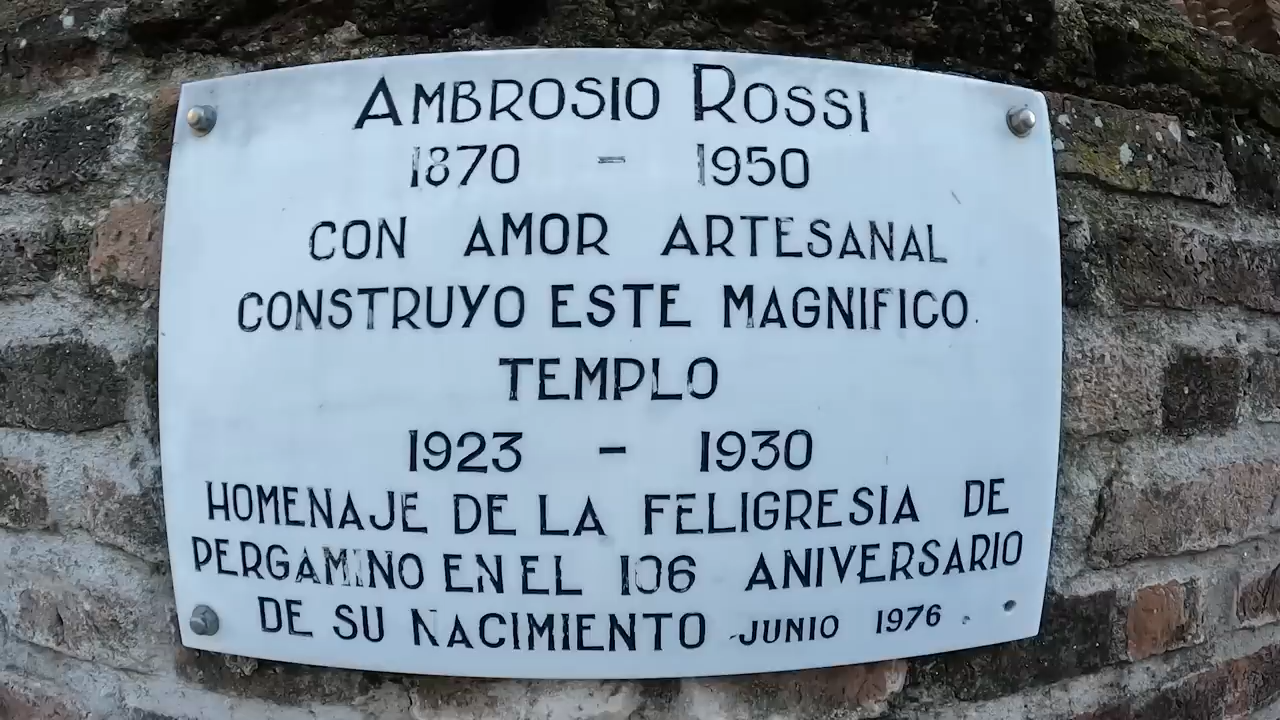 AMBROSIO ROSSI
1870 - 1950
CON AMOR ARTESANAL
CONSTRUYO ESTE MAGNIFICO.
TEMPLO
1923 - 1930
HOMENAJE DE LA FELIGRESIA DE
PERGAMINO EN EL 106 ANIVERSARIO
DE SU NACIMIENTO - JUNIO 1976.